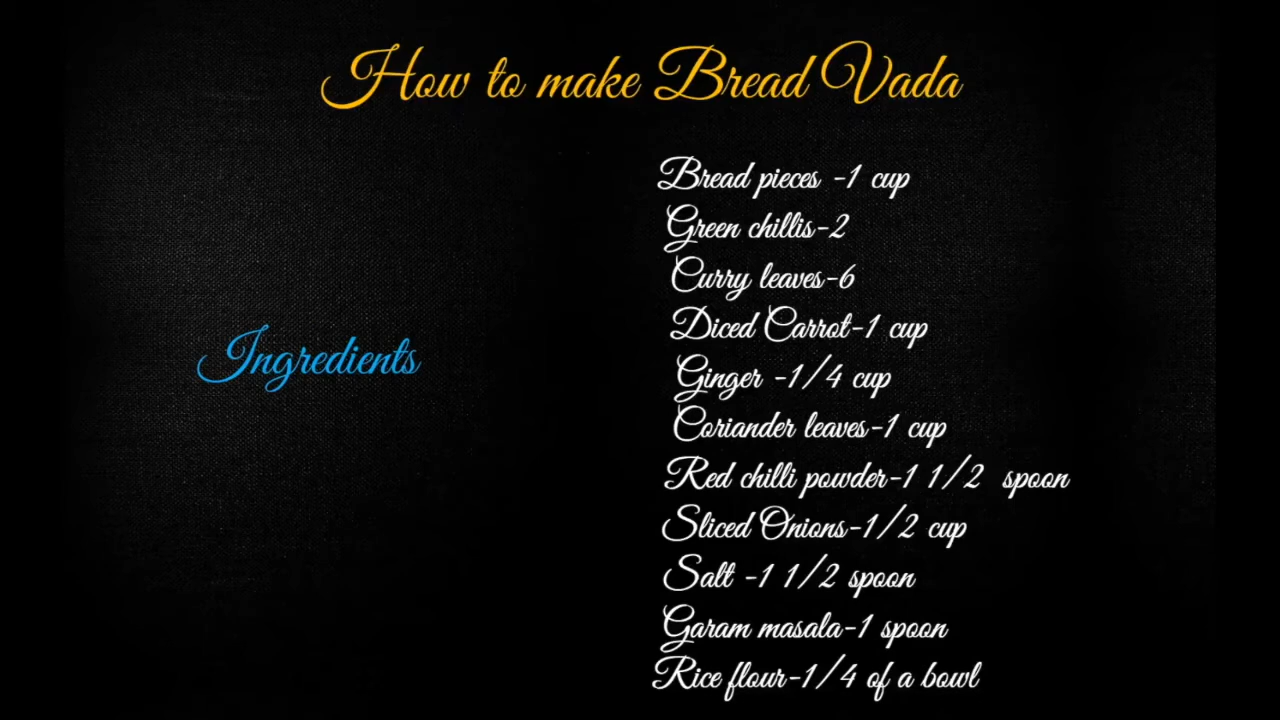 How to make Bread Vada
Ingredients
Bread pieces -1 cup
Green chillis-2
Curry leaves-6
Diced Carrot-1 cup
Ginger -1/4 cup
Coriander leaves-1 cup
Red chilli powder-1 1/2 spoon
Sliced Onions-1/2 cup
Salt -1 1/2 spoon
Garam masala-1 spoon
Rice flour-1/4 of a bowl